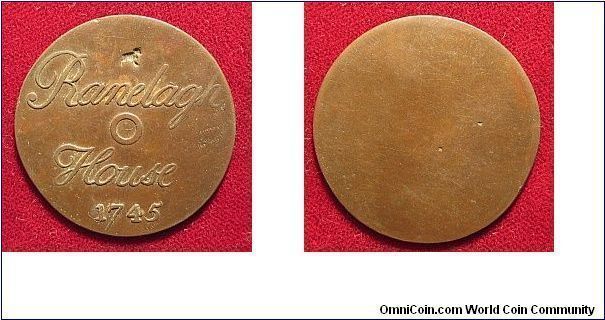 Ranelagh
House
1745
OmniCoin.com World Coin Community